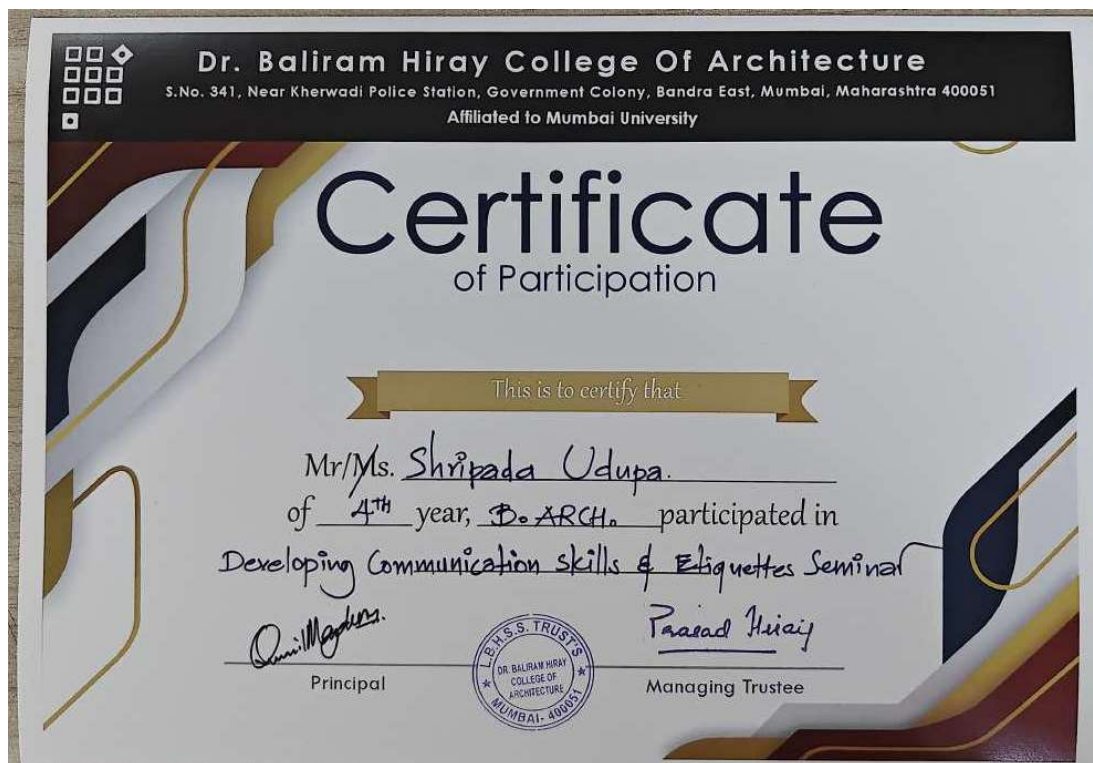 Dr. Baliram Hiray College Of Architecture
S.No. 341, Near Kherwadi Police Station, Government Colony, Bandra East, Mumbai, Maharashtra 400051
Affiliated to Mumbai University
Certificate
of Participation
This is to certify that
Mr/Ms. Shripada Udupa.
of 4TH year, B. ARCH. participated in
Developing Communication Skills & Etiquettes Seminar
Prasad Hiray
Principal
L.B.H.S.S. TRUST'S
DR. BALIRAM HIRAY
COLLEGE OF
ARCHITECTURE
MUMBAI-400051
Managing Trustee